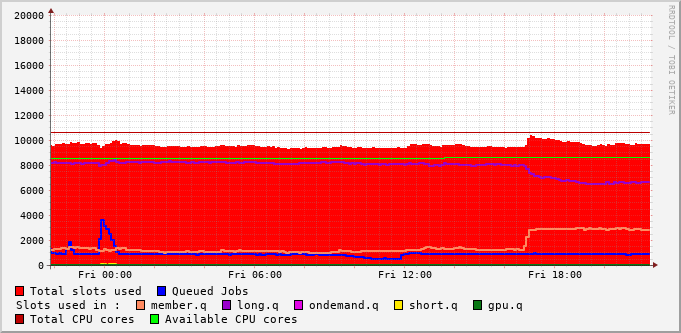 20000
18000
16000
14000
12000
10000
8000
6000
4000
2000
0
Fri 00:00 Fri 06:00 Fri 12:00 Fri 18:00
Total slots used Queued Jobs
Slots used in : member.q long.q ondemand.q short.q gpu.q
Total CPU cores Available CPU cores
RRDTOOL / TOBI OETIKER